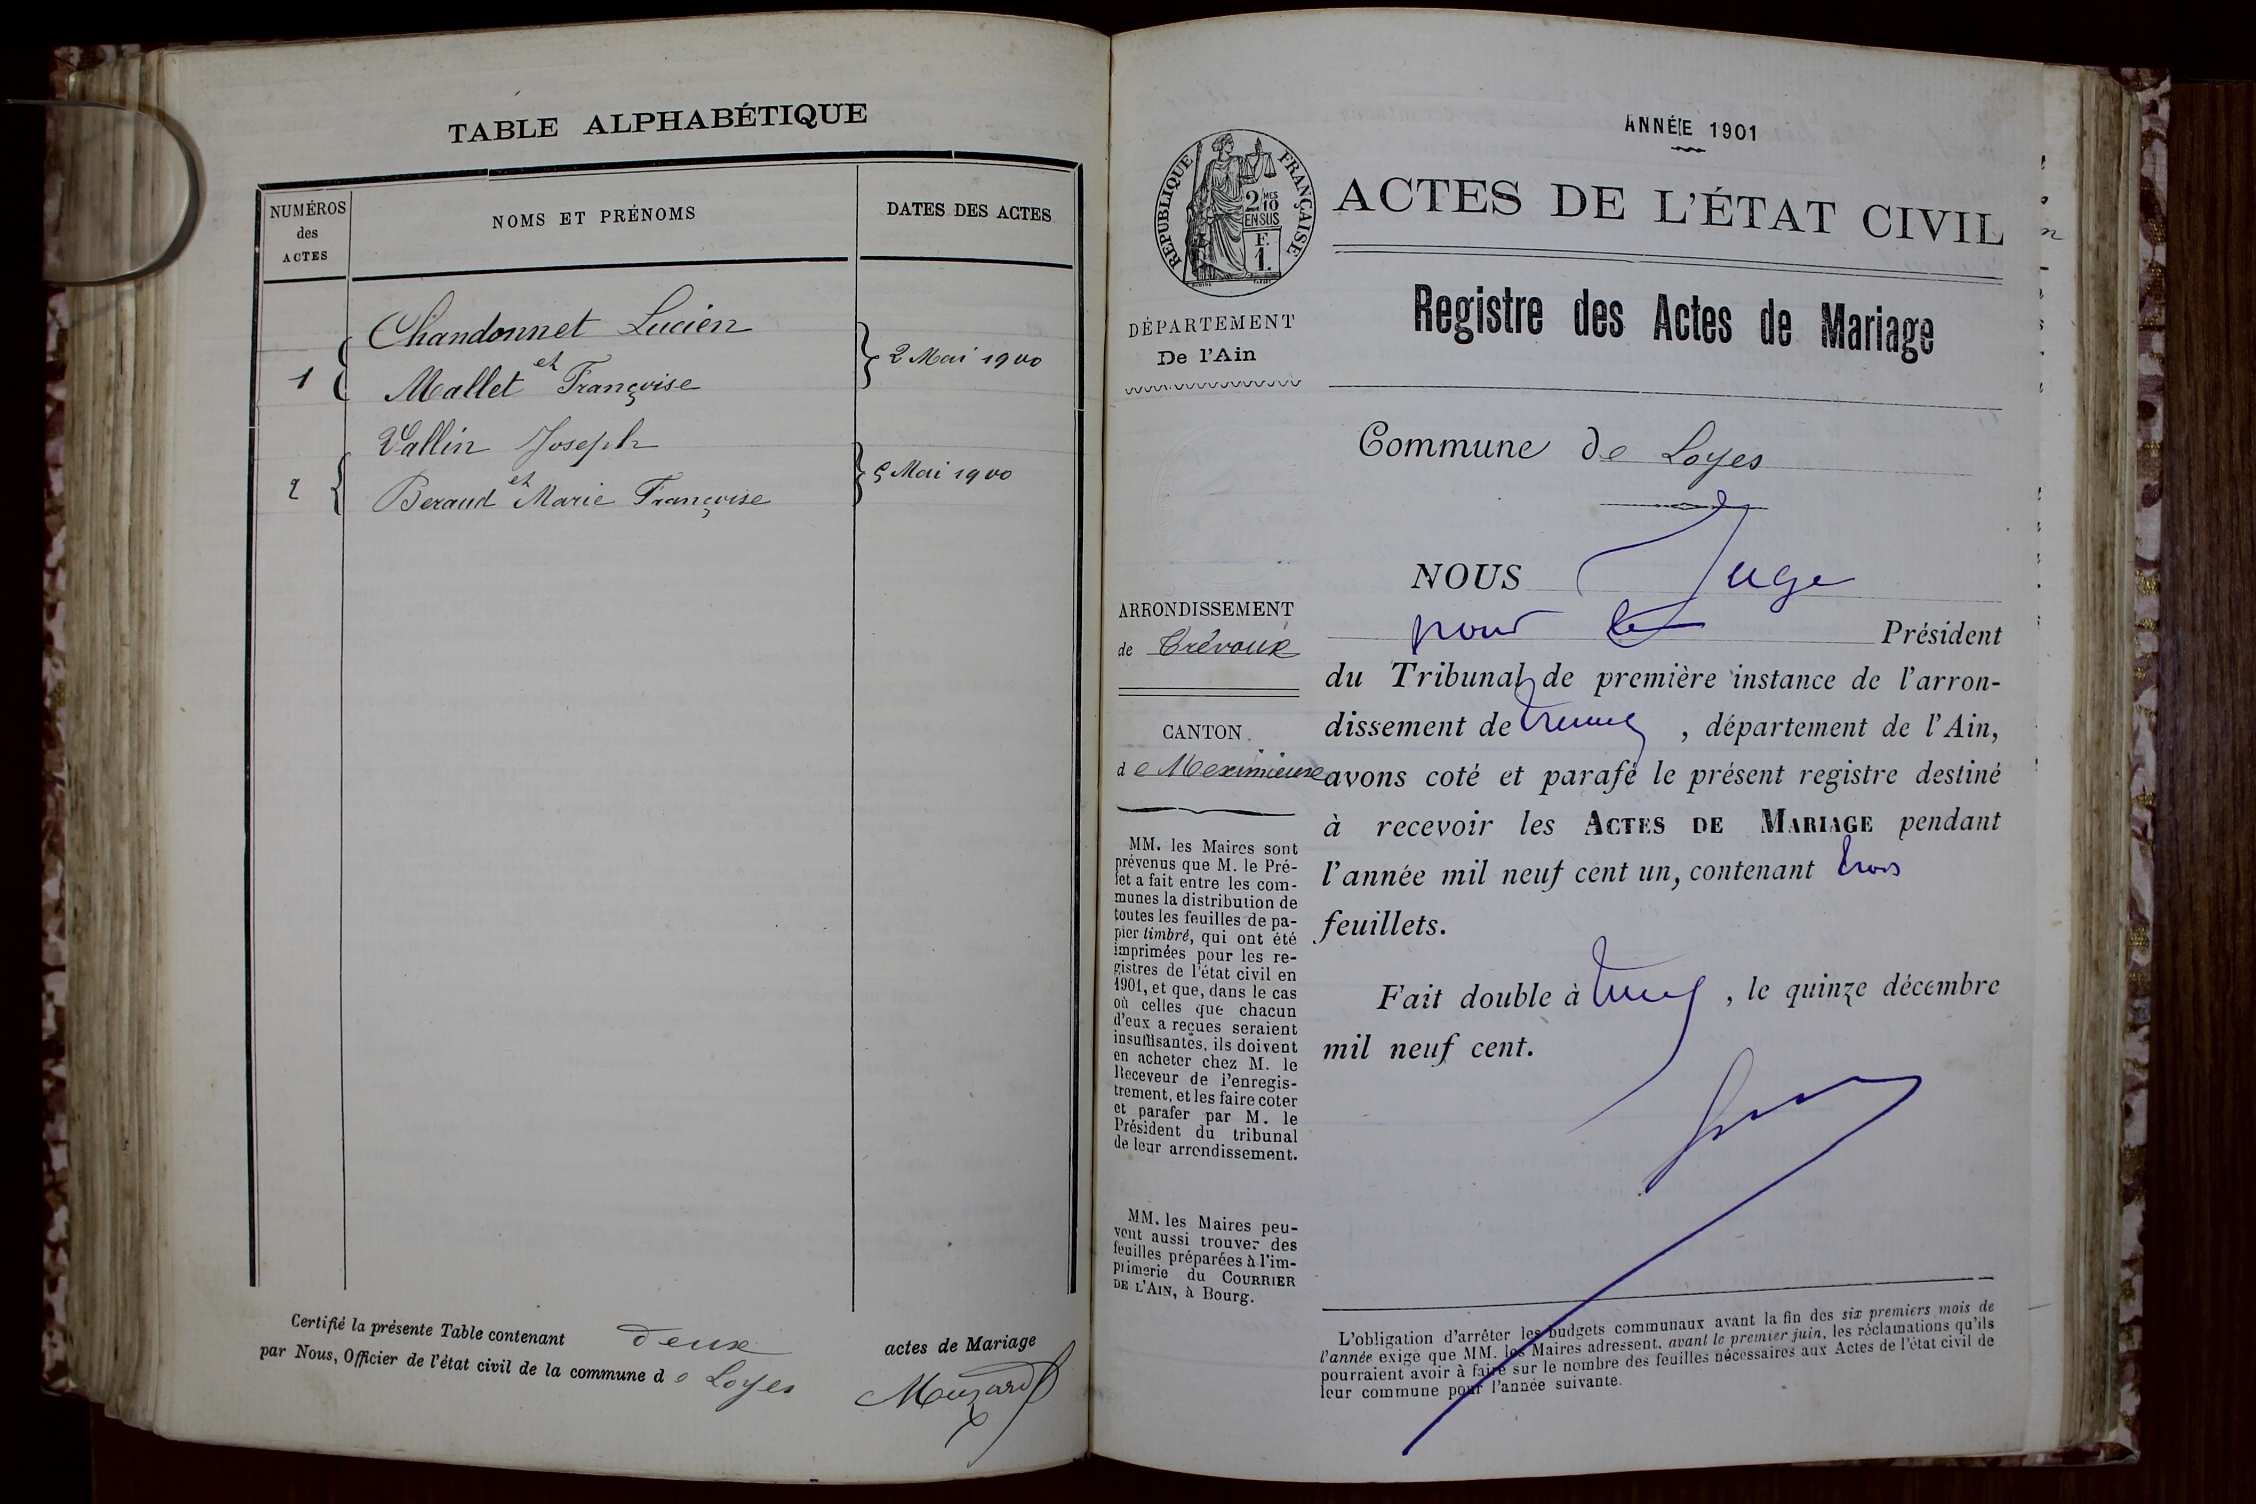 TABLE ALPHABÉTIQUE
NUMÉROS
des
ACTES
NOMS ET PRÉNOMS
DATES DES ACTES
Chandonnet Lucien
1
et
2 Mai 1900
Mallet Françoise
Vallin Joseph
2
et
5 Mai 1900
Beraud Marie Françoise
Certifié la présente Table contenant deux actes de Mariage
par Nous, Officier de l'état civil de la commune de Loyes
ANNÉE 1901
RÉPUBLIQUE FRANÇAISE
2/10 MES
EN SUS
F.
1.
ACTES DE L'ÉTAT CIVIL
Registre des Actes de Mariage
DÉPARTEMENT
De l'Ain
Commune de Loyes
ARRONDISSEMENT
de Trévoux
CANTON
de Meximieux
MM. les Maires sont
prévenus que M. le Pré-
fet a fait entre les com-
munes la distribution de
toutes les feuilles de pa-
pier timbré, qui ont été
imprimées pour les re-
gistres de l'état civil en
1901, et que, dans le cas
où celles que chacun
d'eux a reçues seraient
insuffisantes, ils doivent
en acheter chez M. le
Receveur de l'enregis-
trement, et les faire coter
et parafer par M. le
Président du tribunal
de leur arrondissement.
MM. les Maires peu-
vent aussi trouver des
feuilles préparées à l'im-
primerie du COURRIER
DE L'AIN, à Bourg.
NOUS Juge
pour le Président
du Tribunal de première instance de l'arron-
dissement de , département de l'Ain,
avons coté et parafé le présent registre destiné
à recevoir les ACTES DE MARIAGE pendant
l'année mil neuf cent un, contenant trois
feuillets.
Fait double à , le quinze décembre
mil neuf cent.
L'obligation d'arrêter les budgets communaux avant la fin des six premiers mois de
l'année exige que MM. les Maires adressent, avant le premier juin, les réclamations qu'ils
pourraient avoir à faire sur le nombre des feuilles nécessaires aux Actes de l'état civil de
leur commune pour l'année suivante.